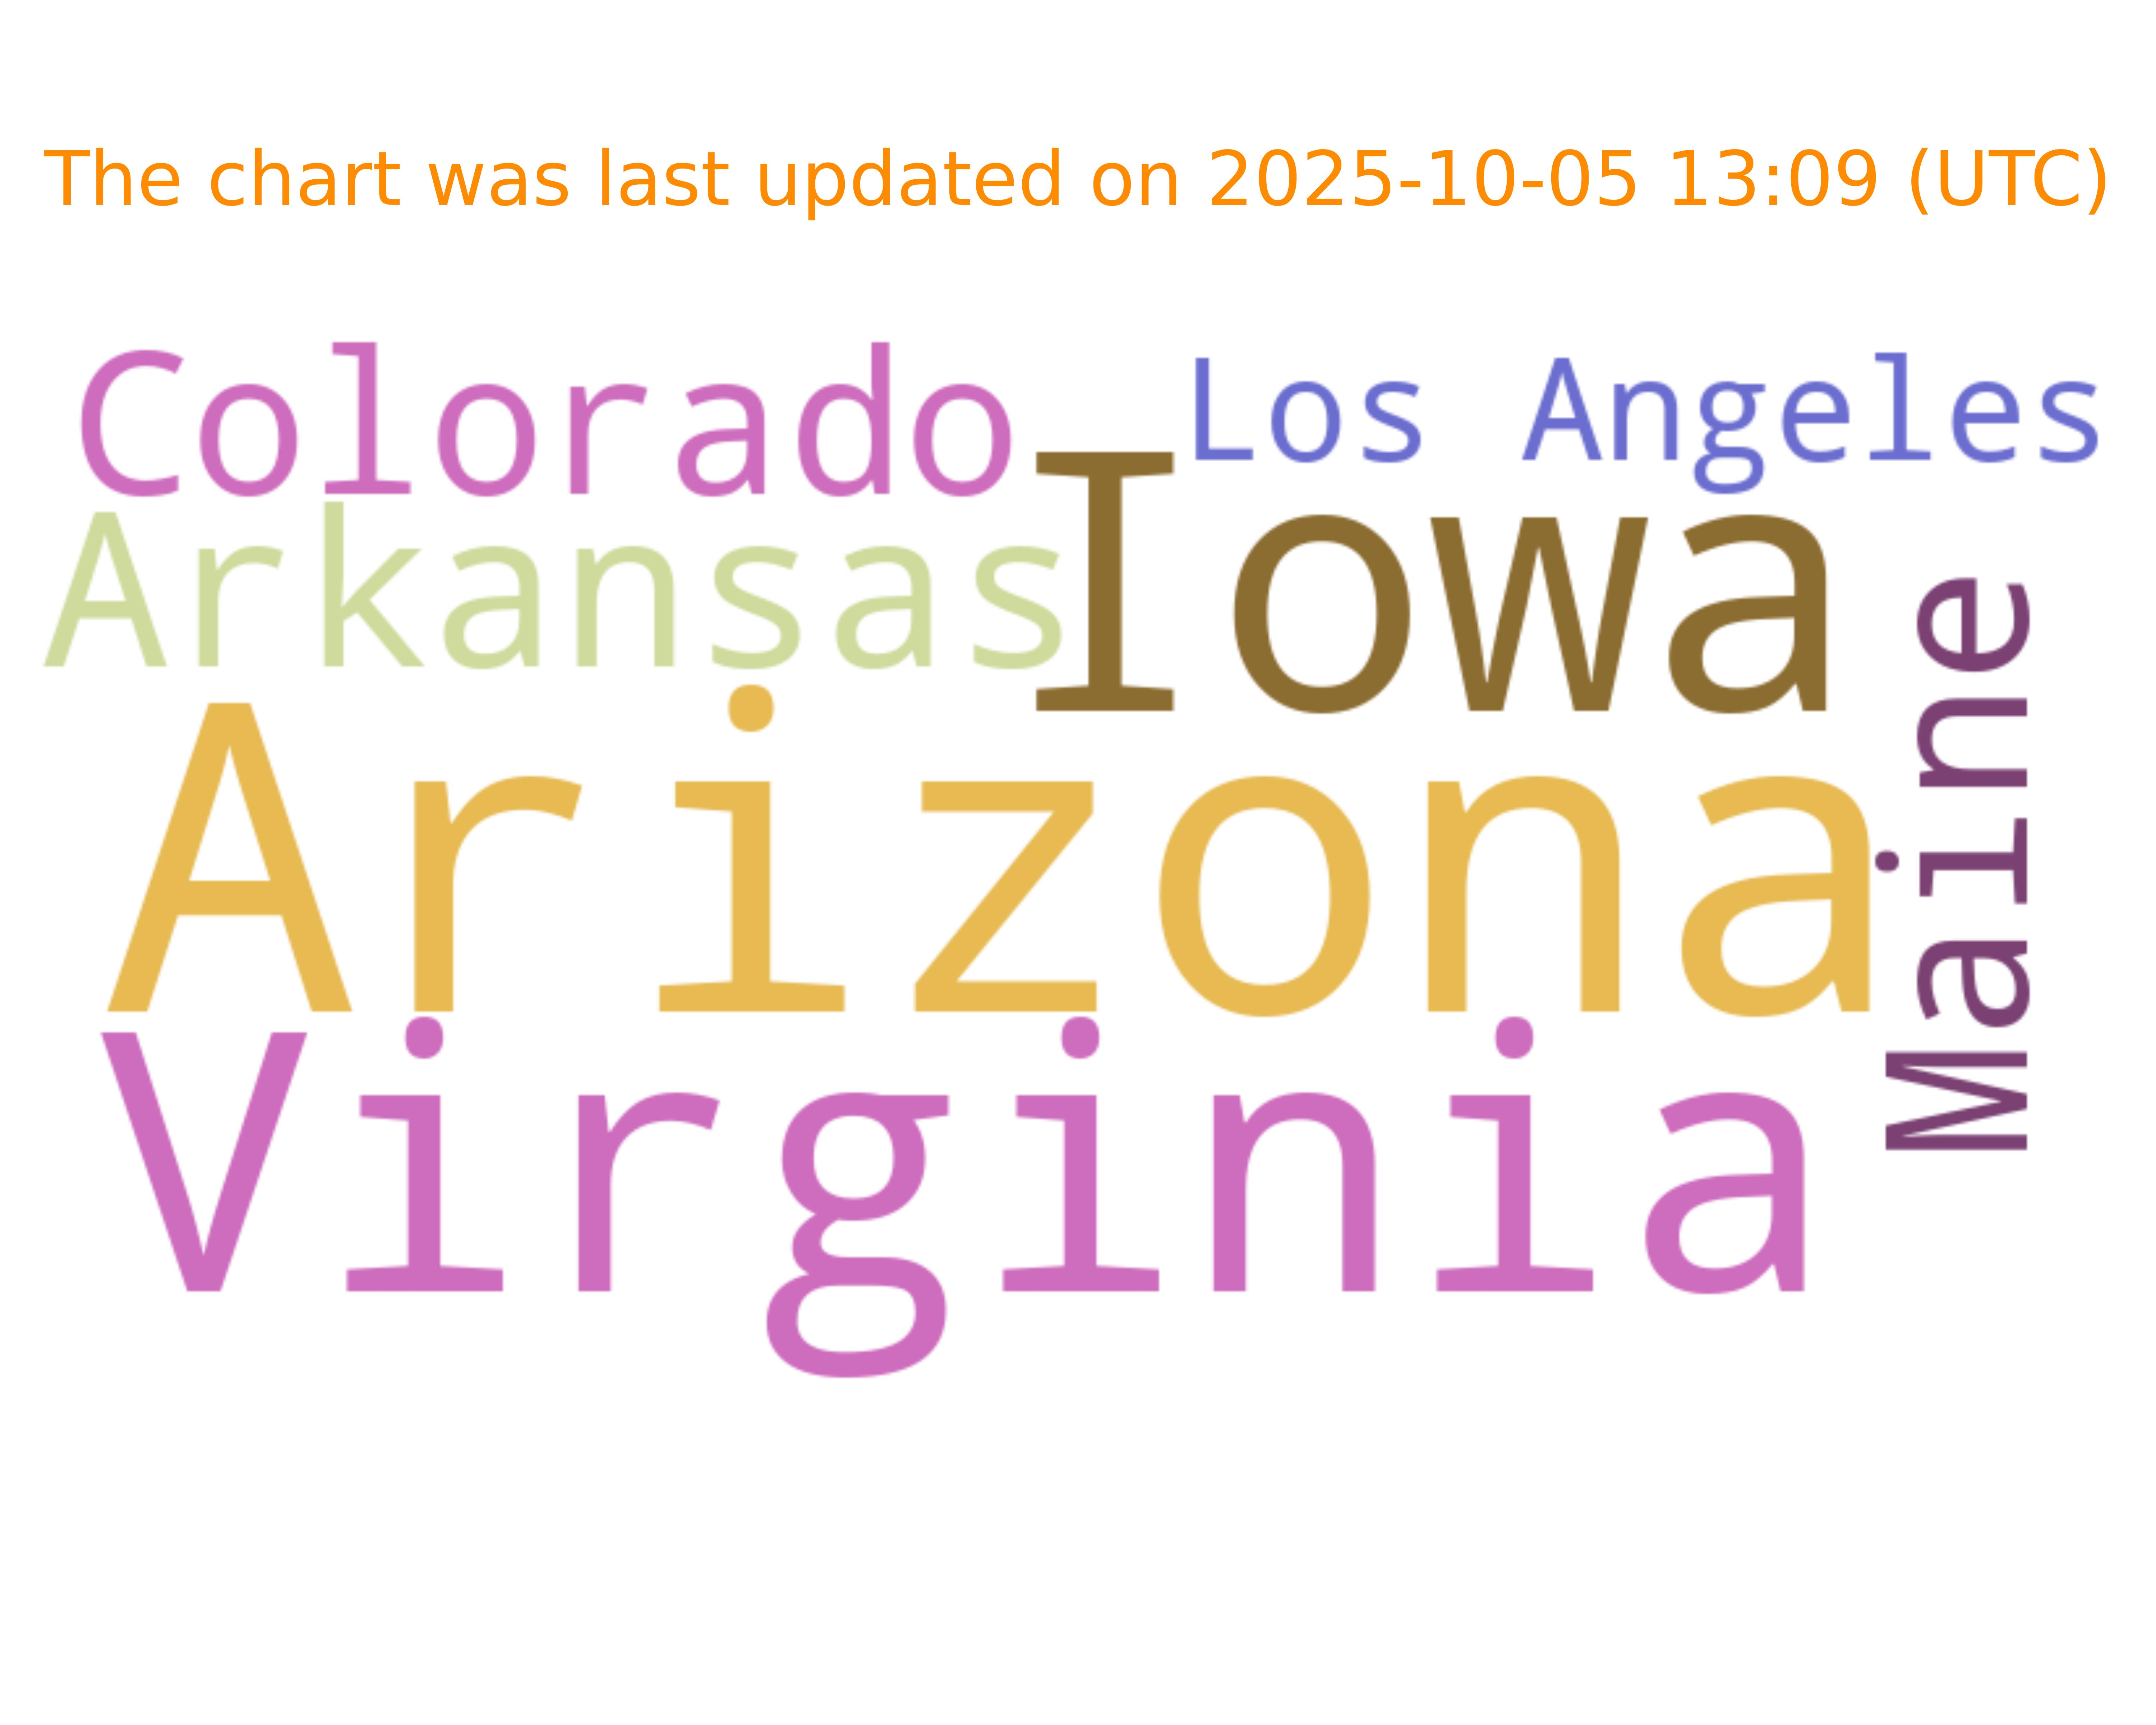 The chart was last updated on 2025-10-05 13:09 (UTC)
Colorado
Los Angeles
Arkansas
Iowa
Maine
Arizona
Virginia